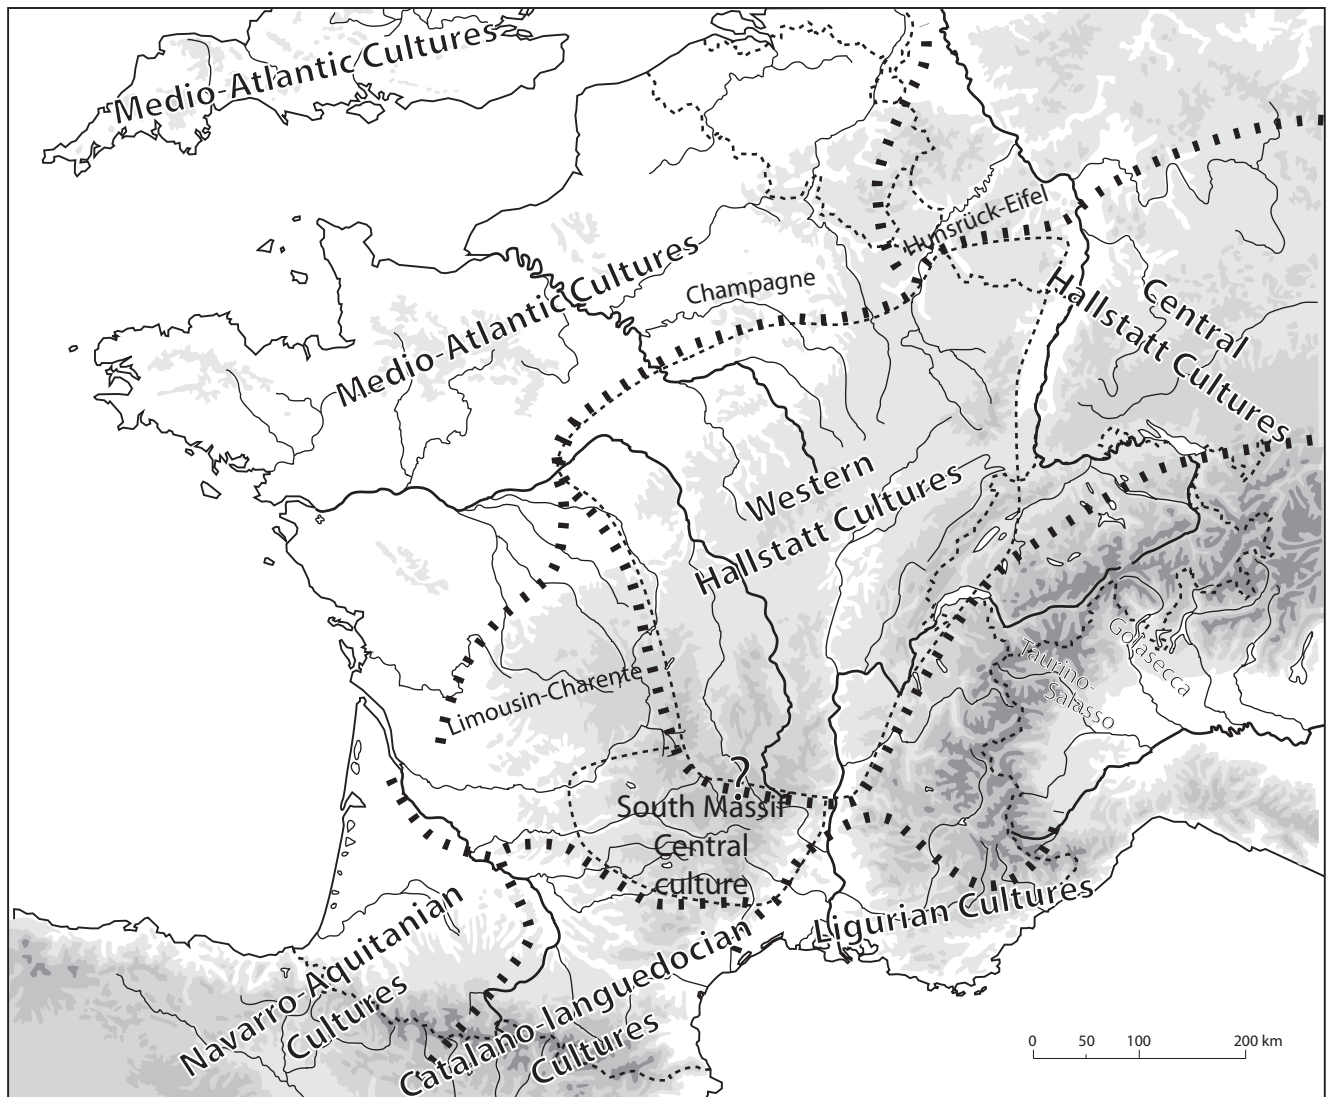 Medio-Atlantic Cultures
Hunsrück-Eifel
Medio-Atlantic Cultures
Champagne
Central
Hallstatt Cultures
Western
Hallstatt Cultures
Golasecca
Taurino-
Salasso
Limousin-Charente
?
South Massif
Central
culture
Ligurian Cultures
Navarro-Aquitanian
Cultures
Catalano-languedocian
Cultures
0 50 100 200 km